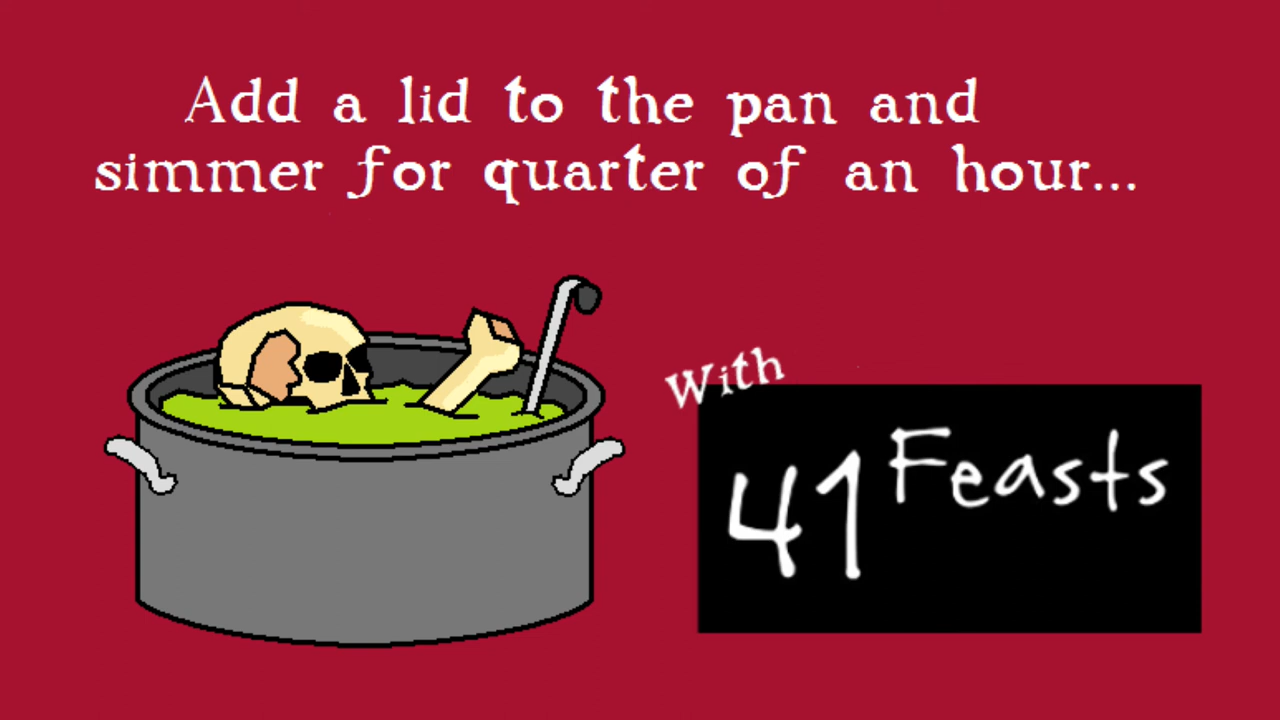 Add a lid to the pan and
simmer for quarter of an hour...
With
41 Feasts